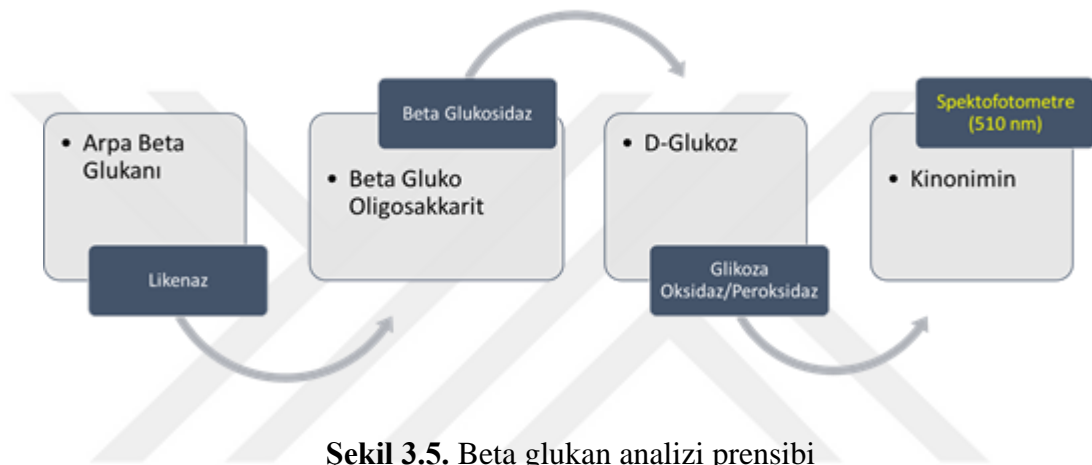 • Arpa Beta
Glukanı
Likenaz
Beta Glukosidaz
• Beta Gluko
Oligosakkarit
• D-Glukoz
Glikoza
Oksidaz/Peroksidaz
Spektofotometre
(510 nm)
• Kinonimin
Şekil 3.5. Beta glukan analizi prensibi